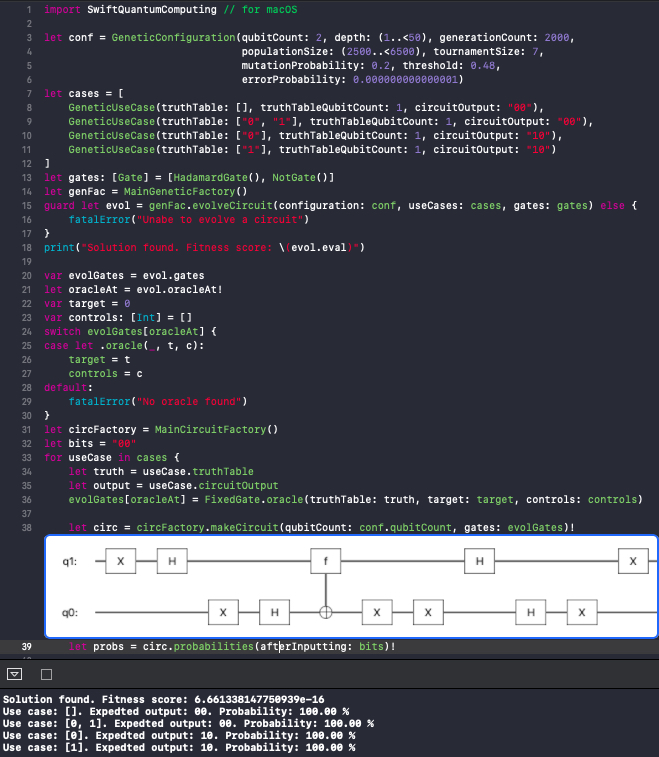 1 import SwiftQuantumComputing // for macOS
2
3 let conf = GeneticConfiguration(qubitCount: 2, depth: (1..<50), generationCount: 2000,
4 populationSize: (2500..<6500), tournamentSize: 7,
5 mutationProbability: 0.2, threshold: 0.48,
6 errorProbability: 0.000000000000001)
7 let cases = [
8 GeneticUseCase(truthTable: [], truthTableQubitCount: 1, circuitOutput: "00"),
9 GeneticUseCase(truthTable: ["0", "1"], truthTableQubitCount: 1, circuitOutput: "00"),
10 GeneticUseCase(truthTable: ["0"], truthTableQubitCount: 1, circuitOutput: "10"),
11 GeneticUseCase(truthTable: ["1"], truthTableQubitCount: 1, circuitOutput: "10")
12 ]
13 let gates: [Gate] = [HadamardGate(), NotGate()]
14 let genFac = MainGeneticFactory()
15 guard let evol = genFac.evolveCircuit(configuration: conf, useCases: cases, gates: gates) else {
16 fatalError("Unabe to evolve a circuit")
17 }
18 print("Solution found. Fitness score: \(evol.eval)")
19
20 var evolGates = evol.gates
21 let oracleAt = evol.oracleAt!
22 var target = 0
23 var controls: [Int] = []
24 switch evolGates[oracleAt] {
25 case let .oracle(_, t, c):
26 target = t
27 controls = c
28 default:
29 fatalError("No oracle found")
30 }
31 let circFactory = MainCircuitFactory()
32 let bits = "00"
33 for useCase in cases {
34 let truth = useCase.truthTable
35 let output = useCase.circuitOutput
36 evolGates[oracleAt] = FixedGate.oracle(truthTable: truth, target: target, controls: controls)
37
38 let circ = circFactory.makeCircuit(qubitCount: conf.qubitCount, gates: evolGates)!
q1: X H f H X
q0: X H X X H X
39 let probs = circ.probabilities(afterInputting: bits)!
Solution found. Fitness score: 6.661338147750939e-16
Use case: []. Expedted output: 00. Probability: 100.00 %
Use case: [0, 1]. Expedted output: 00. Probability: 100.00 %
Use case: [0]. Expedted output: 10. Probability: 100.00 %
Use case: [1]. Expedted output: 10. Probability: 100.00 %